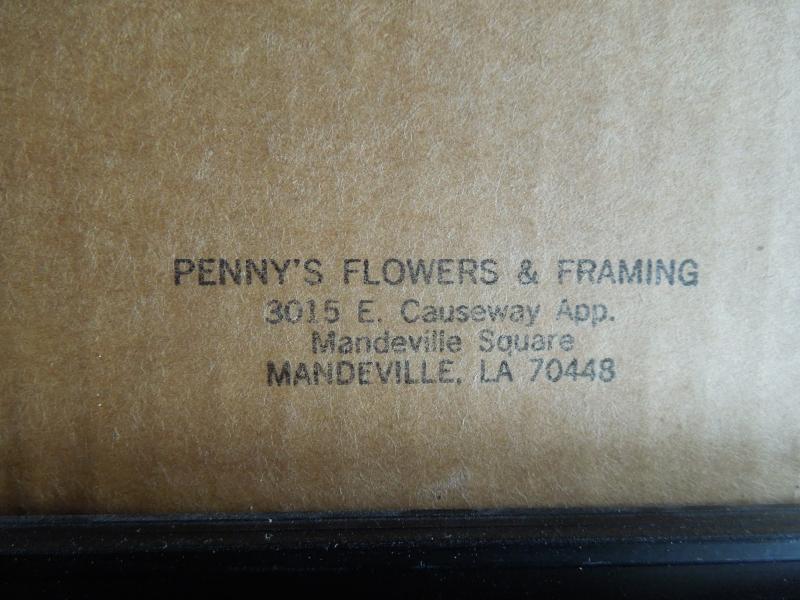 PENNY'S FLOWERS & FRAMING
3015 E. Causeway App.
Mandeville Square
MANDEVILLE, LA 70448